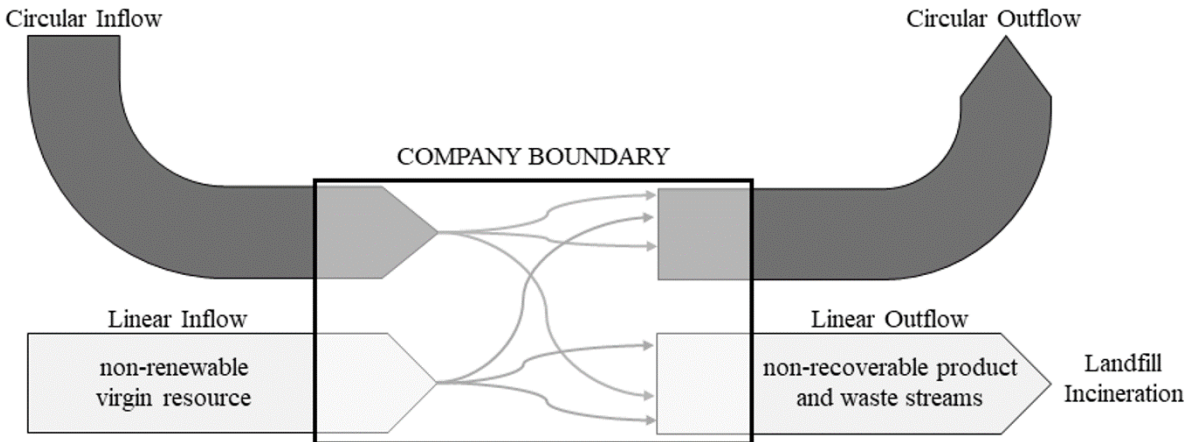 Circular Inflow
Circular Outflow
COMPANY BOUNDARY
Linear Inflow
Linear Outflow
non-renewable
virgin resource
non-recoverable product
and waste streams
Landfill
Incineration